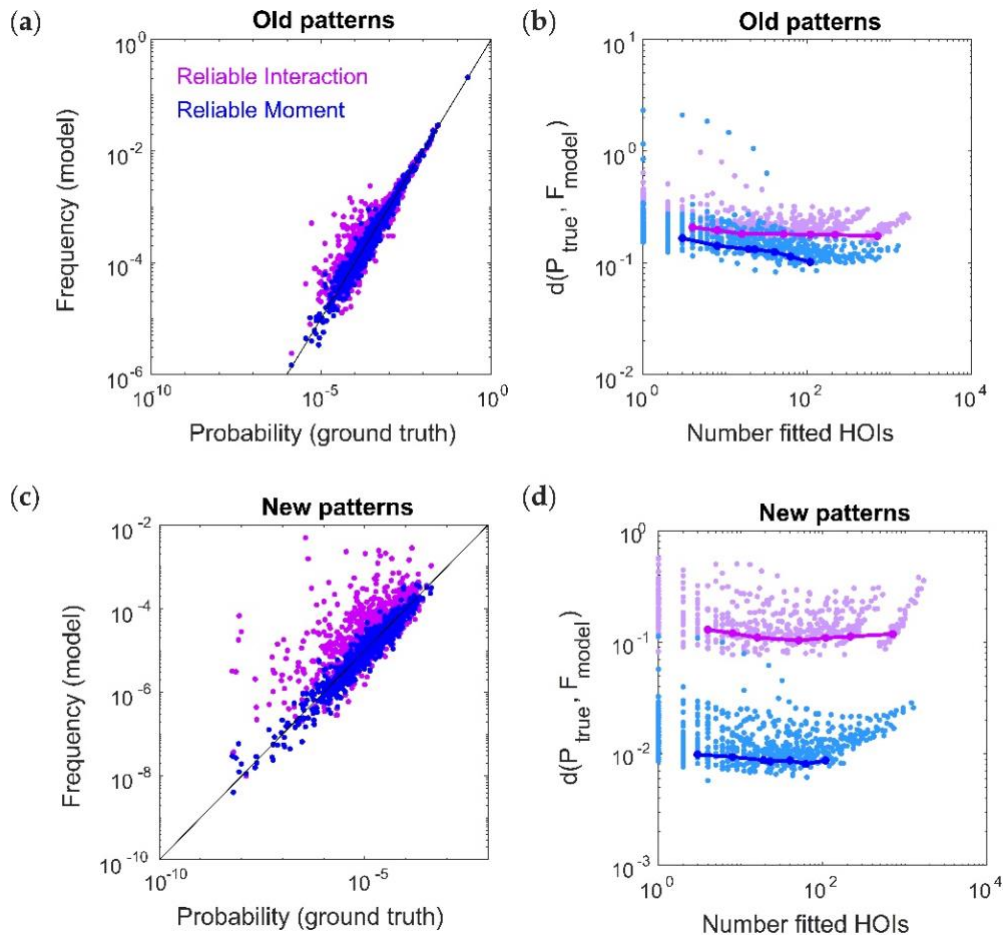 (a)
Old patterns
Frequency (model)
10^0
10^-2
10^-4
10^-6
Reliable Interaction
Reliable Moment
10^-10
10^-5
10^0
Probability (ground truth)
(b)
Old patterns
d(P_true, F_model)
10^1
10^0
10^-1
10^-2
10^0
10^2
10^4
Number fitted HOIs
(c)
New patterns
Frequency (model)
10^-2
10^-4
10^-6
10^-8
10^-10
10^-10
10^-5
Probability (ground truth)
(d)
New patterns
d(P_true, F_model)
10^0
10^-1
10^-2
10^-3
10^0
10^2
10^4
Number fitted HOIs